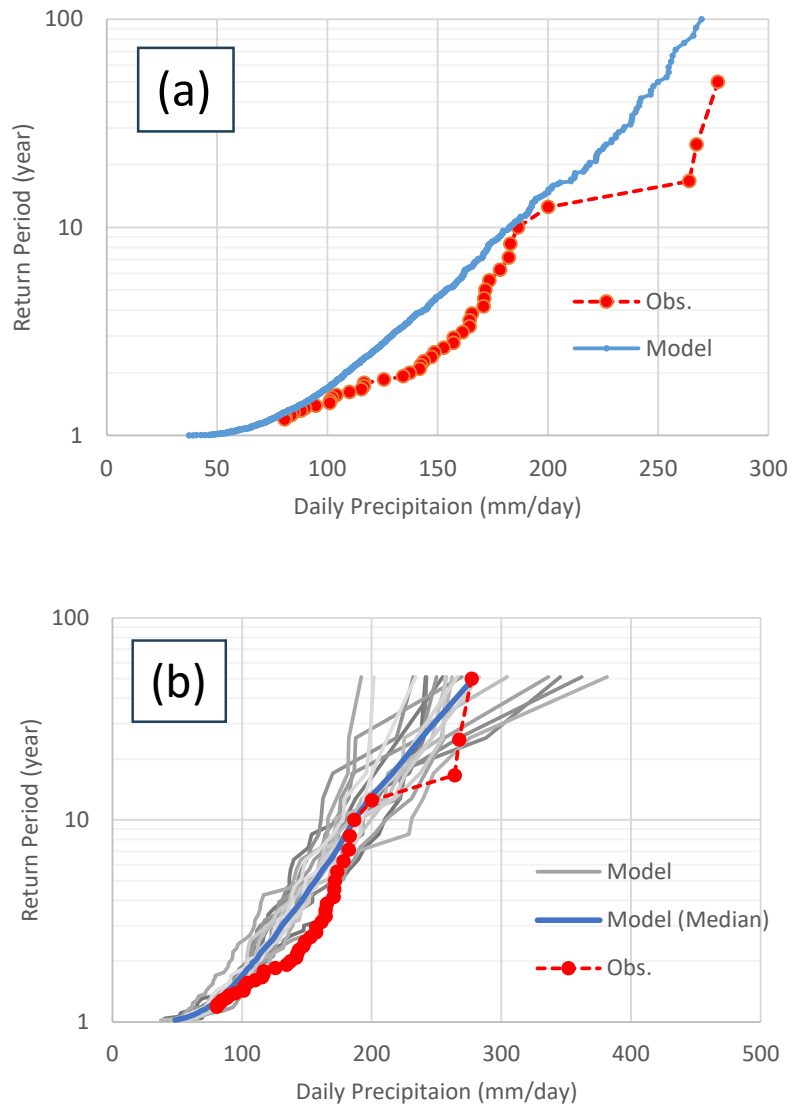 100
(a)
10
1
Return Period (year)
Obs.
Model
0 50 100 150 200 250 300
Daily Precipitaion (mm/day)
100
(b)
10
1
Return Period (year)
Model
Model (Median)
Obs.
0 100 200 300 400 500
Daily Precipitaion (mm/day)